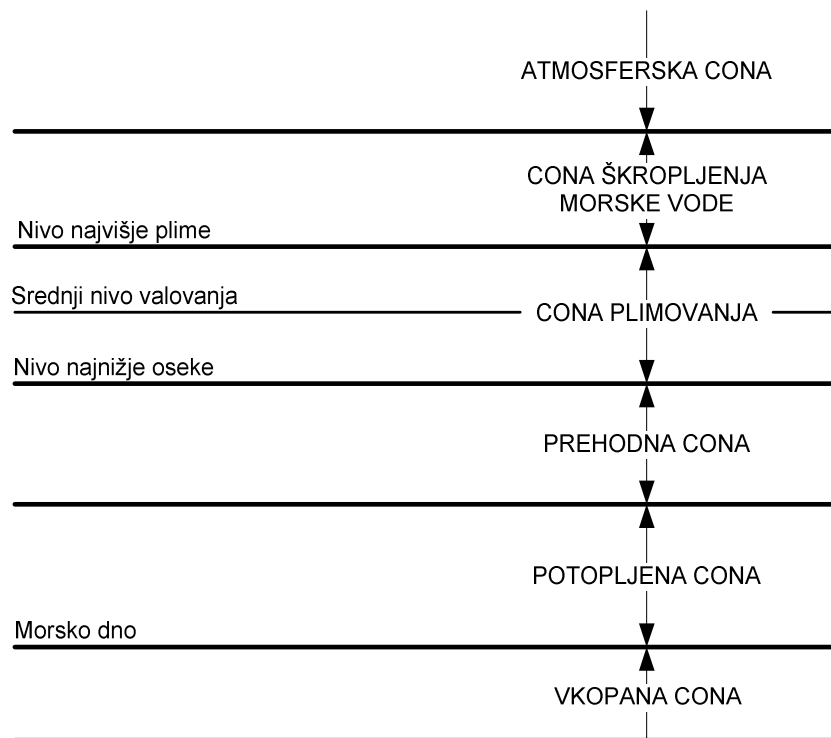 ATMOSFERSKA CONA
CONA ŠKROPLJENJA
MORSKE VODE
Nivo najvišje plime
Srednji nivo valovanja
CONA PLIMOVANJA
Nivo najnižje oseke
PREHODNA CONA
POTOPLJENA CONA
Morsko dno
VKOPANA CONA